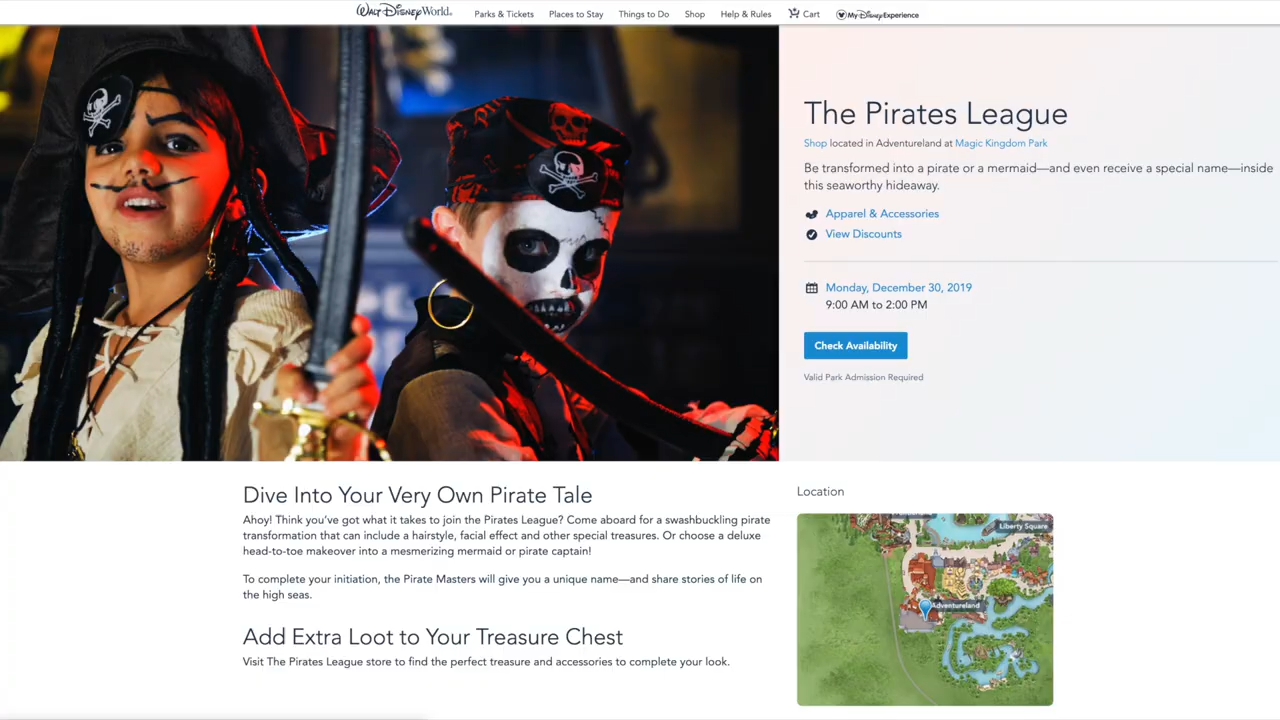 Walt Disney World. Parks & Tickets Places to Stay Things to Do Shop Help & Rules Cart My Disney Experience
The Pirates League
Shop located in Adventureland at Magic Kingdom Park
Be transformed into a pirate or a mermaid—and even receive a special name—inside
this seaworthy hideaway.
Apparel & Accessories
View Discounts
Monday, December 30, 2019
9:00 AM to 2:00 PM
Check Availability
Valid Park Admission Required
Dive Into Your Very Own Pirate Tale
Ahoy! Think you've got what it takes to join the Pirates League? Come aboard for a swashbuckling pirate
transformation that can include a hairstyle, facial effect and other special treasures. Or choose a deluxe
head-to-toe makeover into a mesmerizing mermaid or pirate captain!
To complete your initiation, the Pirate Masters will give you a unique name—and share stories of life on
the high seas.
Add Extra Loot to Your Treasure Chest
Visit The Pirates League store to find the perfect treasure and accessories to complete your look.
Location
Liberty Square
Adventureland